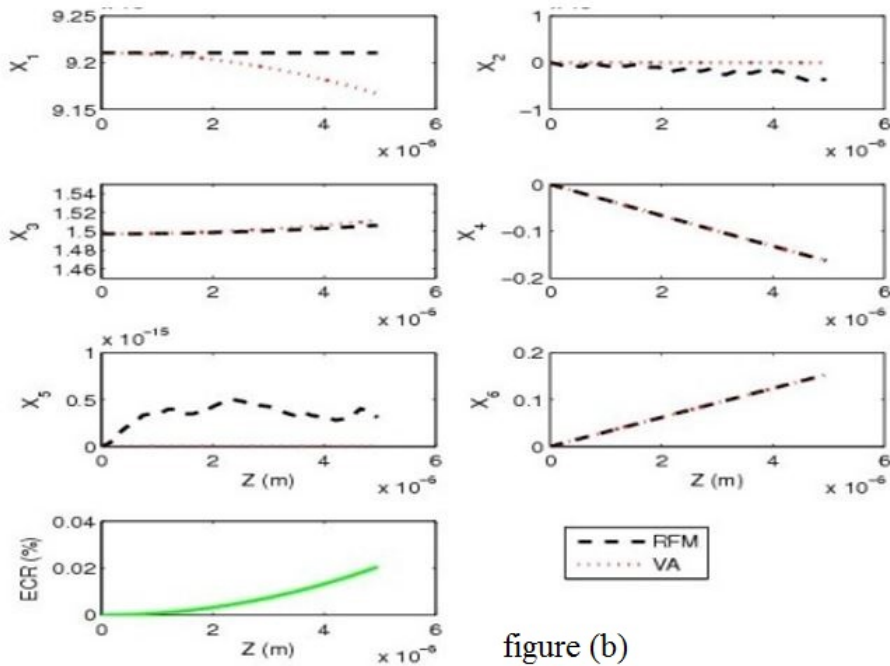 9.25
9.2
9.15
X1
0 2 4 6
x 10⁻⁶
1
0
−1
X2
0 2 4 6
x 10⁻⁶
1.54
1.52
1.5
1.48
1.46
X3
0 2 4 6
x 10⁻⁶
0
−0.1
−0.2
X4
0 2 4 6
x 10⁻⁶
x 10⁻¹⁵
1
0.5
0
X5
0 2 4 6
Z (m)
x 10⁻⁶
0.2
0.1
0
X6
0 2 4 6
Z (m)
x 10⁻⁶
0.04
0.02
0
ECR (%)
0 2 4 6
Z (m)
x 10⁻⁶
RFM
VA
figure (b)